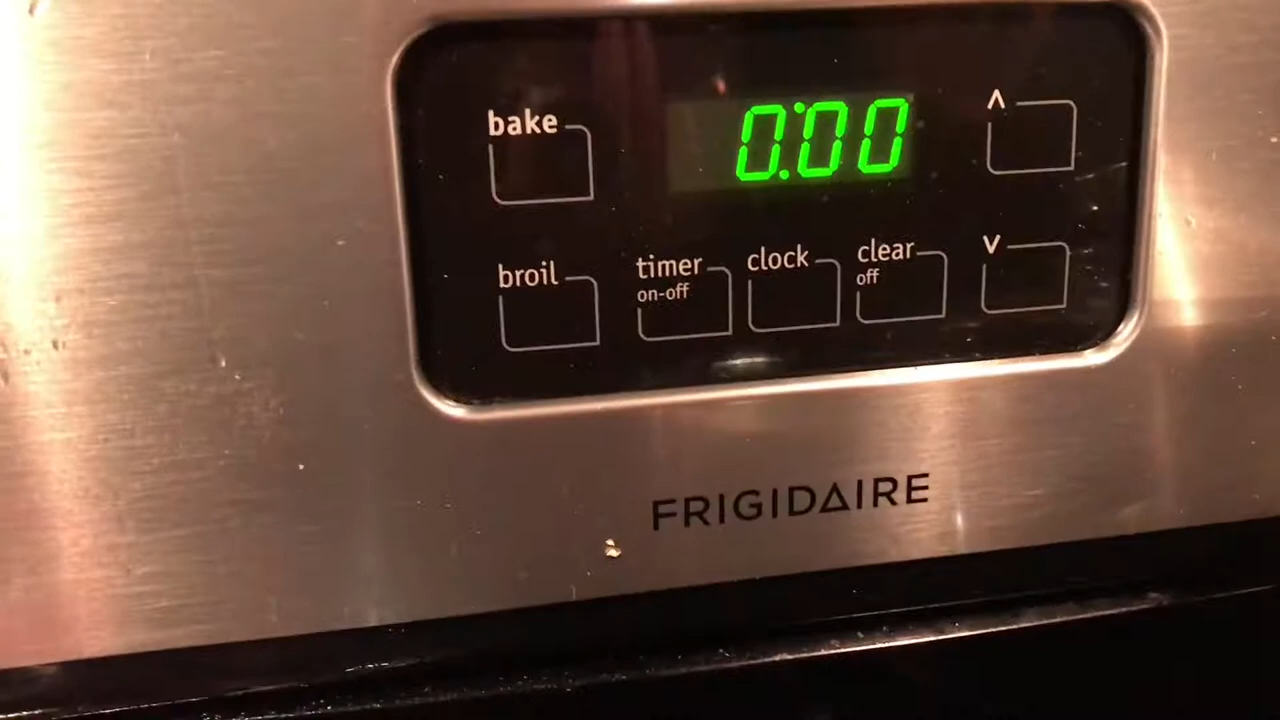 bake
0:00
^
broil
timer
on-off
clock
clear
off
v
FRIGIDAIRE